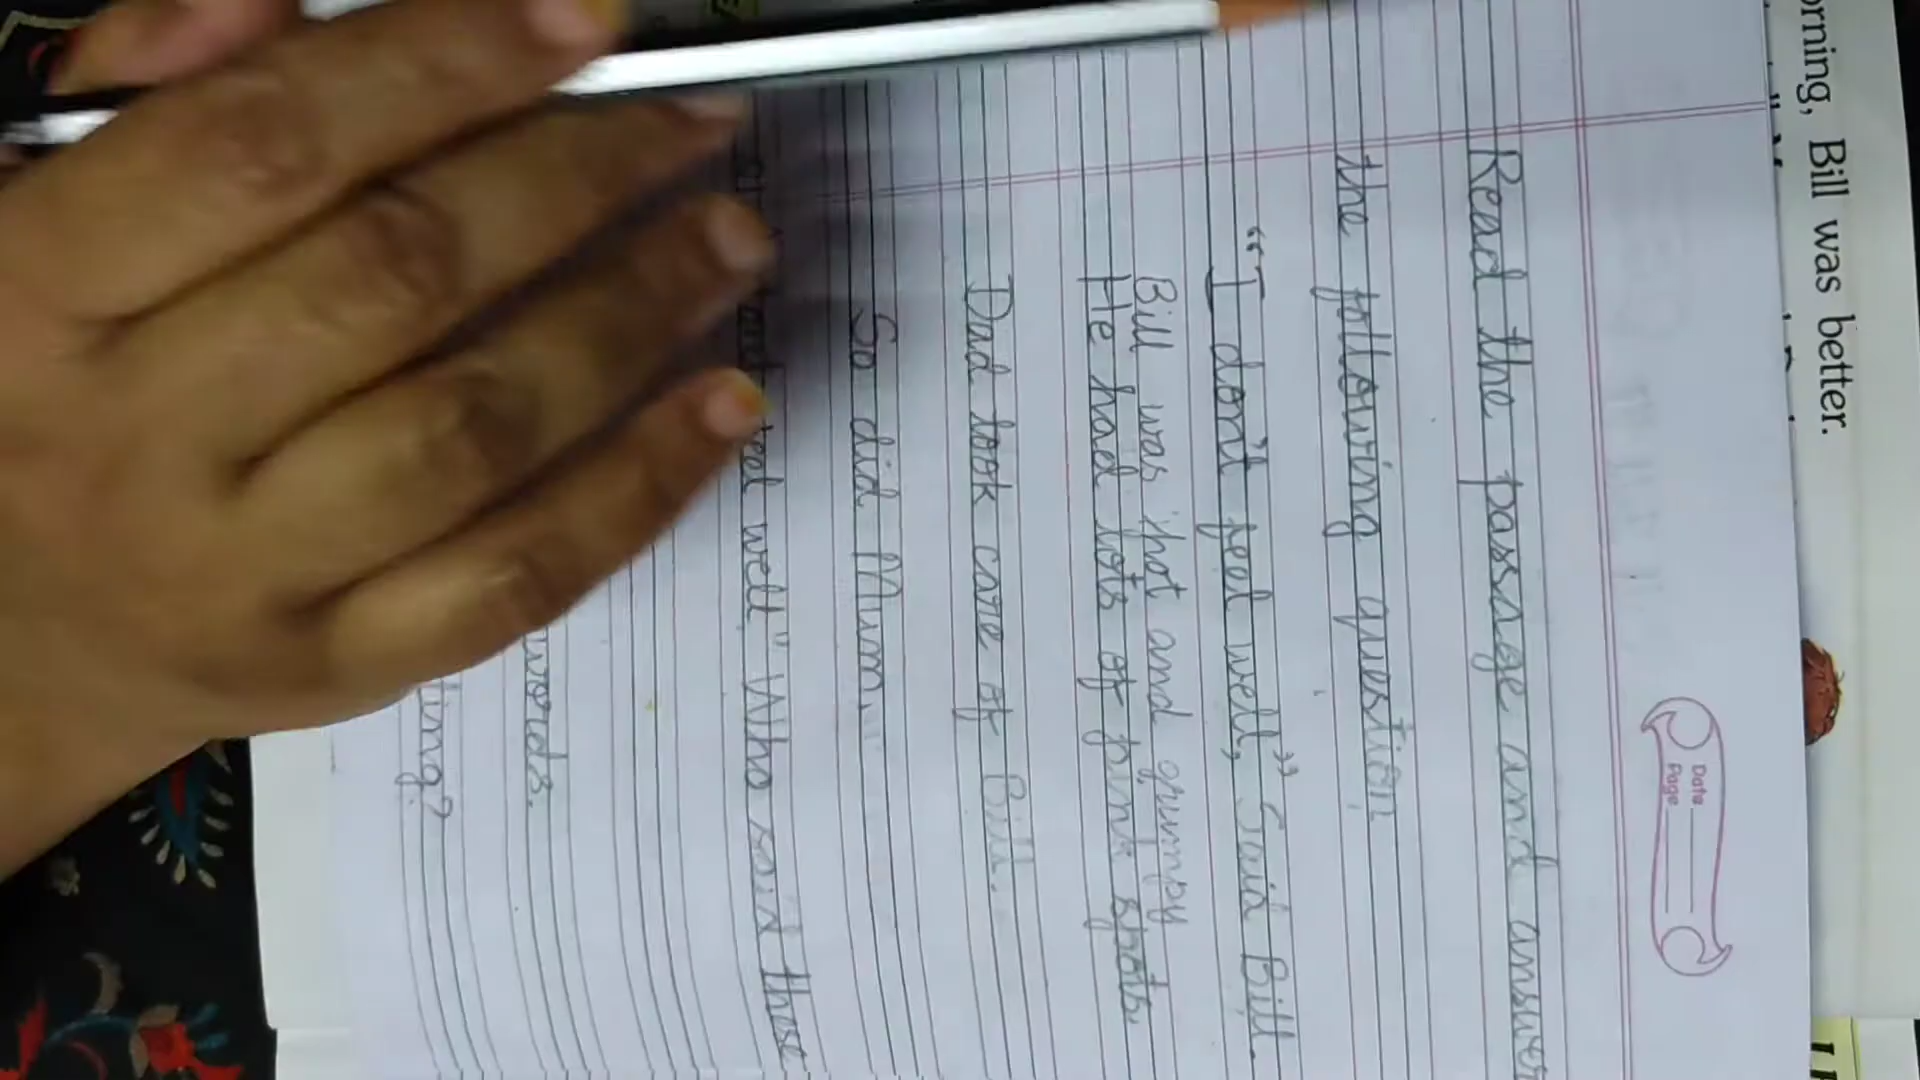 orning, Bill was better.
Date
Page
Read the passage and answer
the following question
“I don't feel well,” Said Bill.
Bill was hot and grumpy
He had lots of pink spots.
Dad took care of Bill.
So did Mum.
well" Who said these
words.
ting?